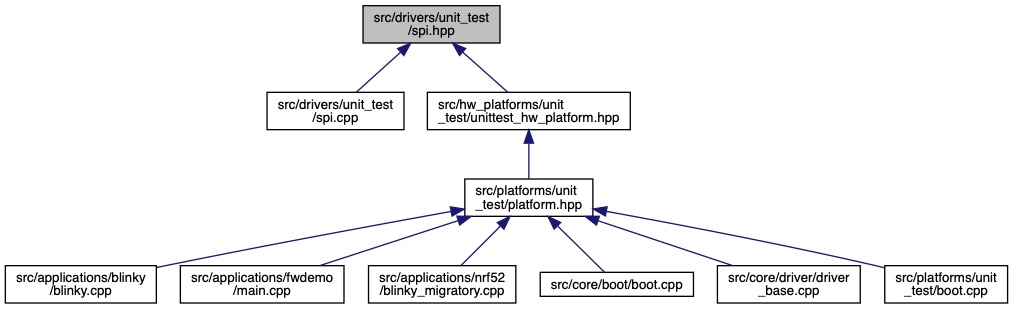 src/drivers/unit_test
/spi.hpp
src/drivers/unit_test
/spi.cpp
src/hw_platforms/unit
_test/unittest_hw_platform.hpp
src/platforms/unit
_test/platform.hpp
src/applications/blinky
/blinky.cpp
src/applications/fwdemo
/main.cpp
src/applications/nrf52
/blinky_migratory.cpp
src/core/boot/boot.cpp
src/core/driver/driver
_base.cpp
src/platforms/unit
_test/boot.cpp